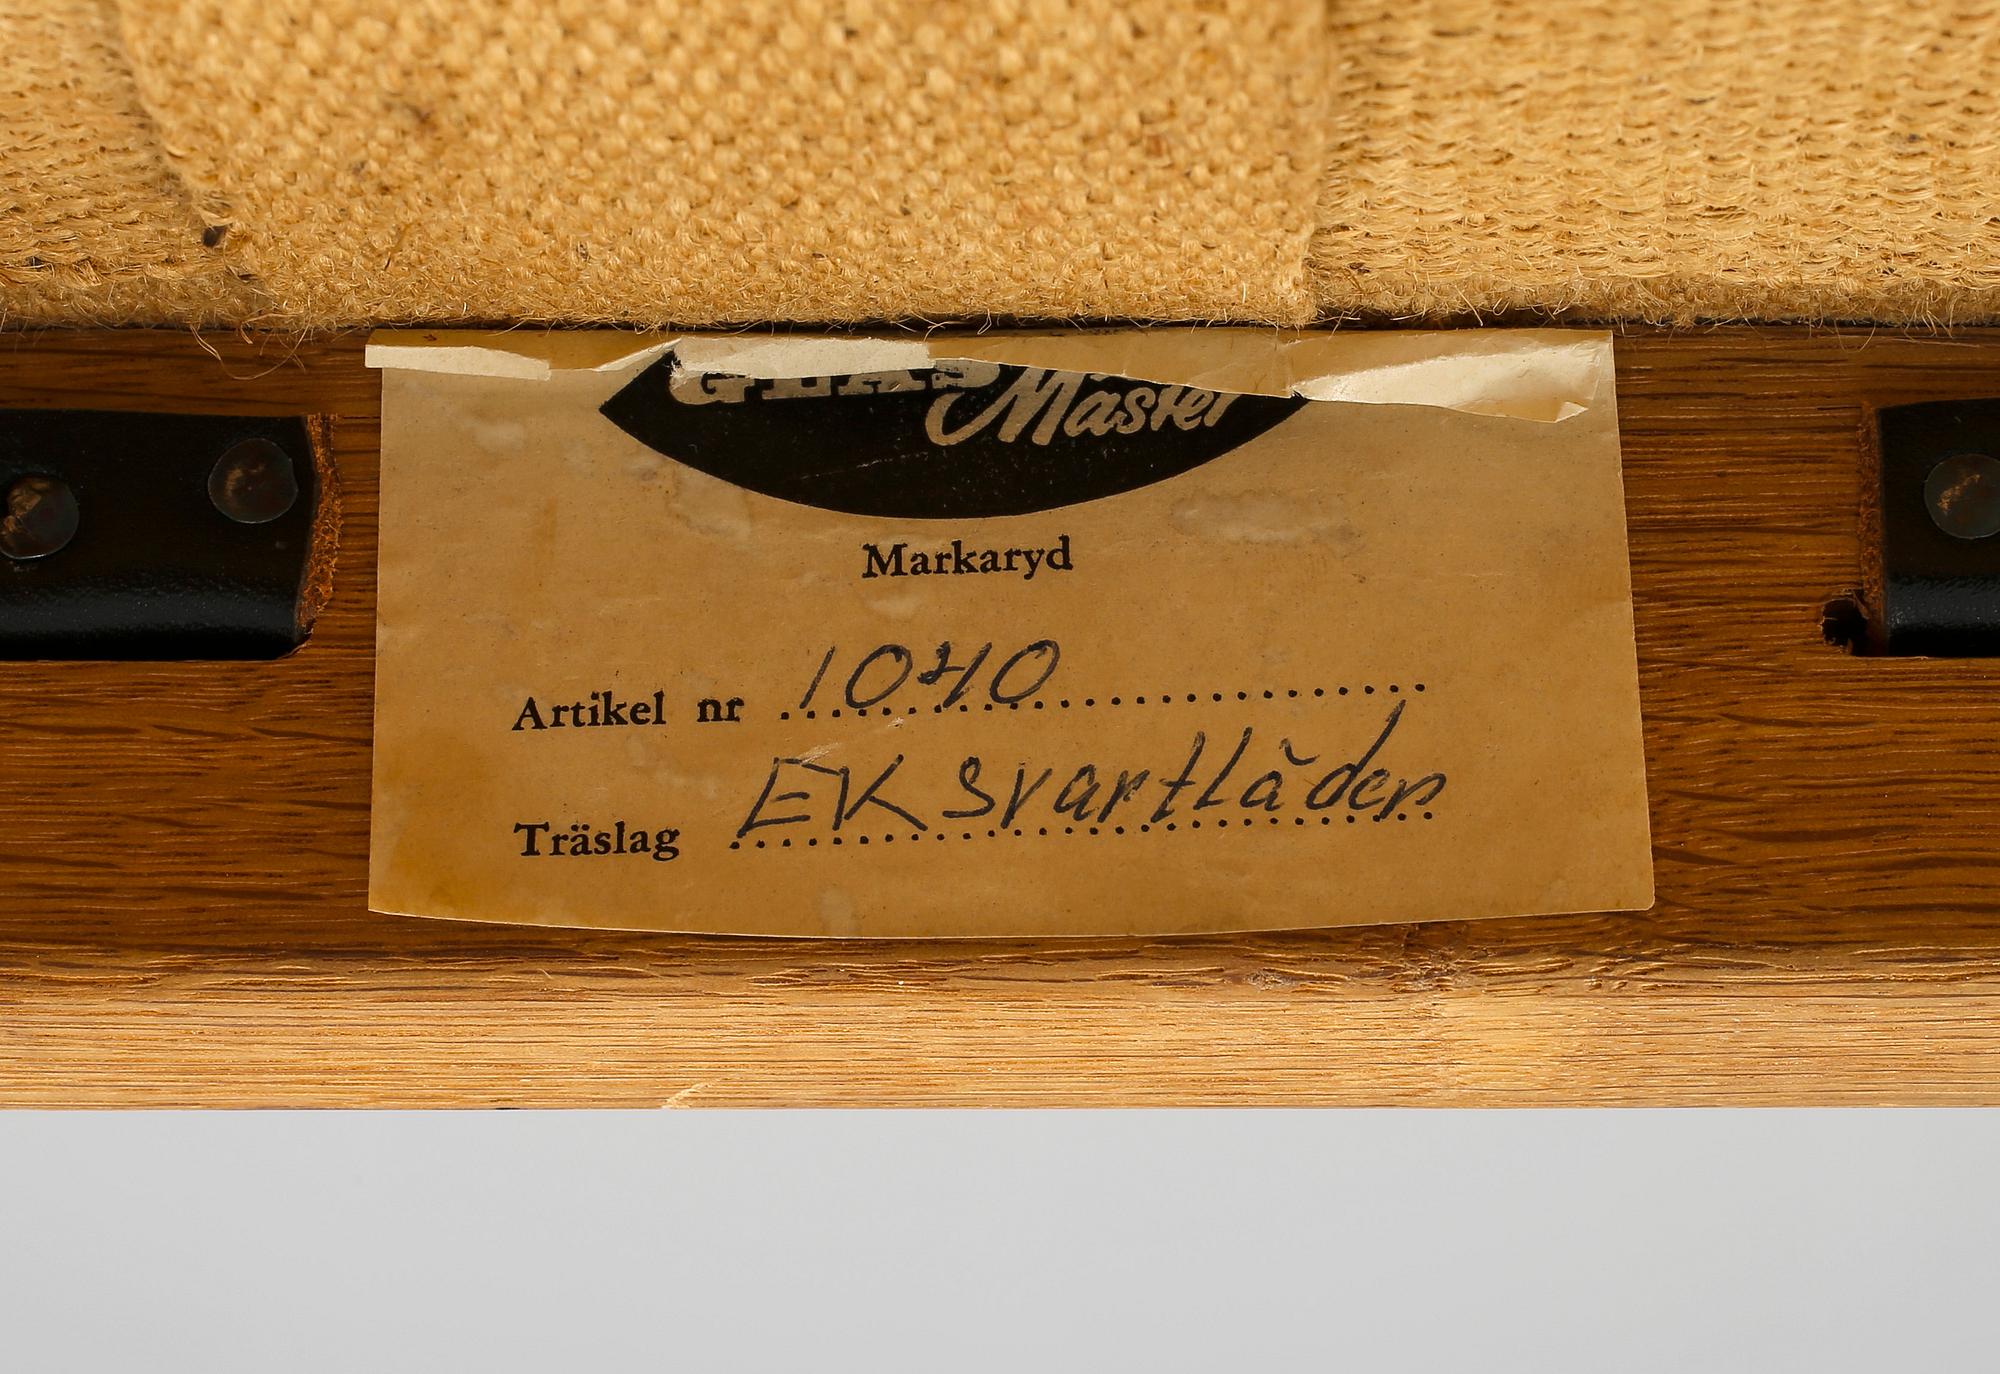 Mäster
Markaryd
Artikel nr 1040
Träslag EK svartläder